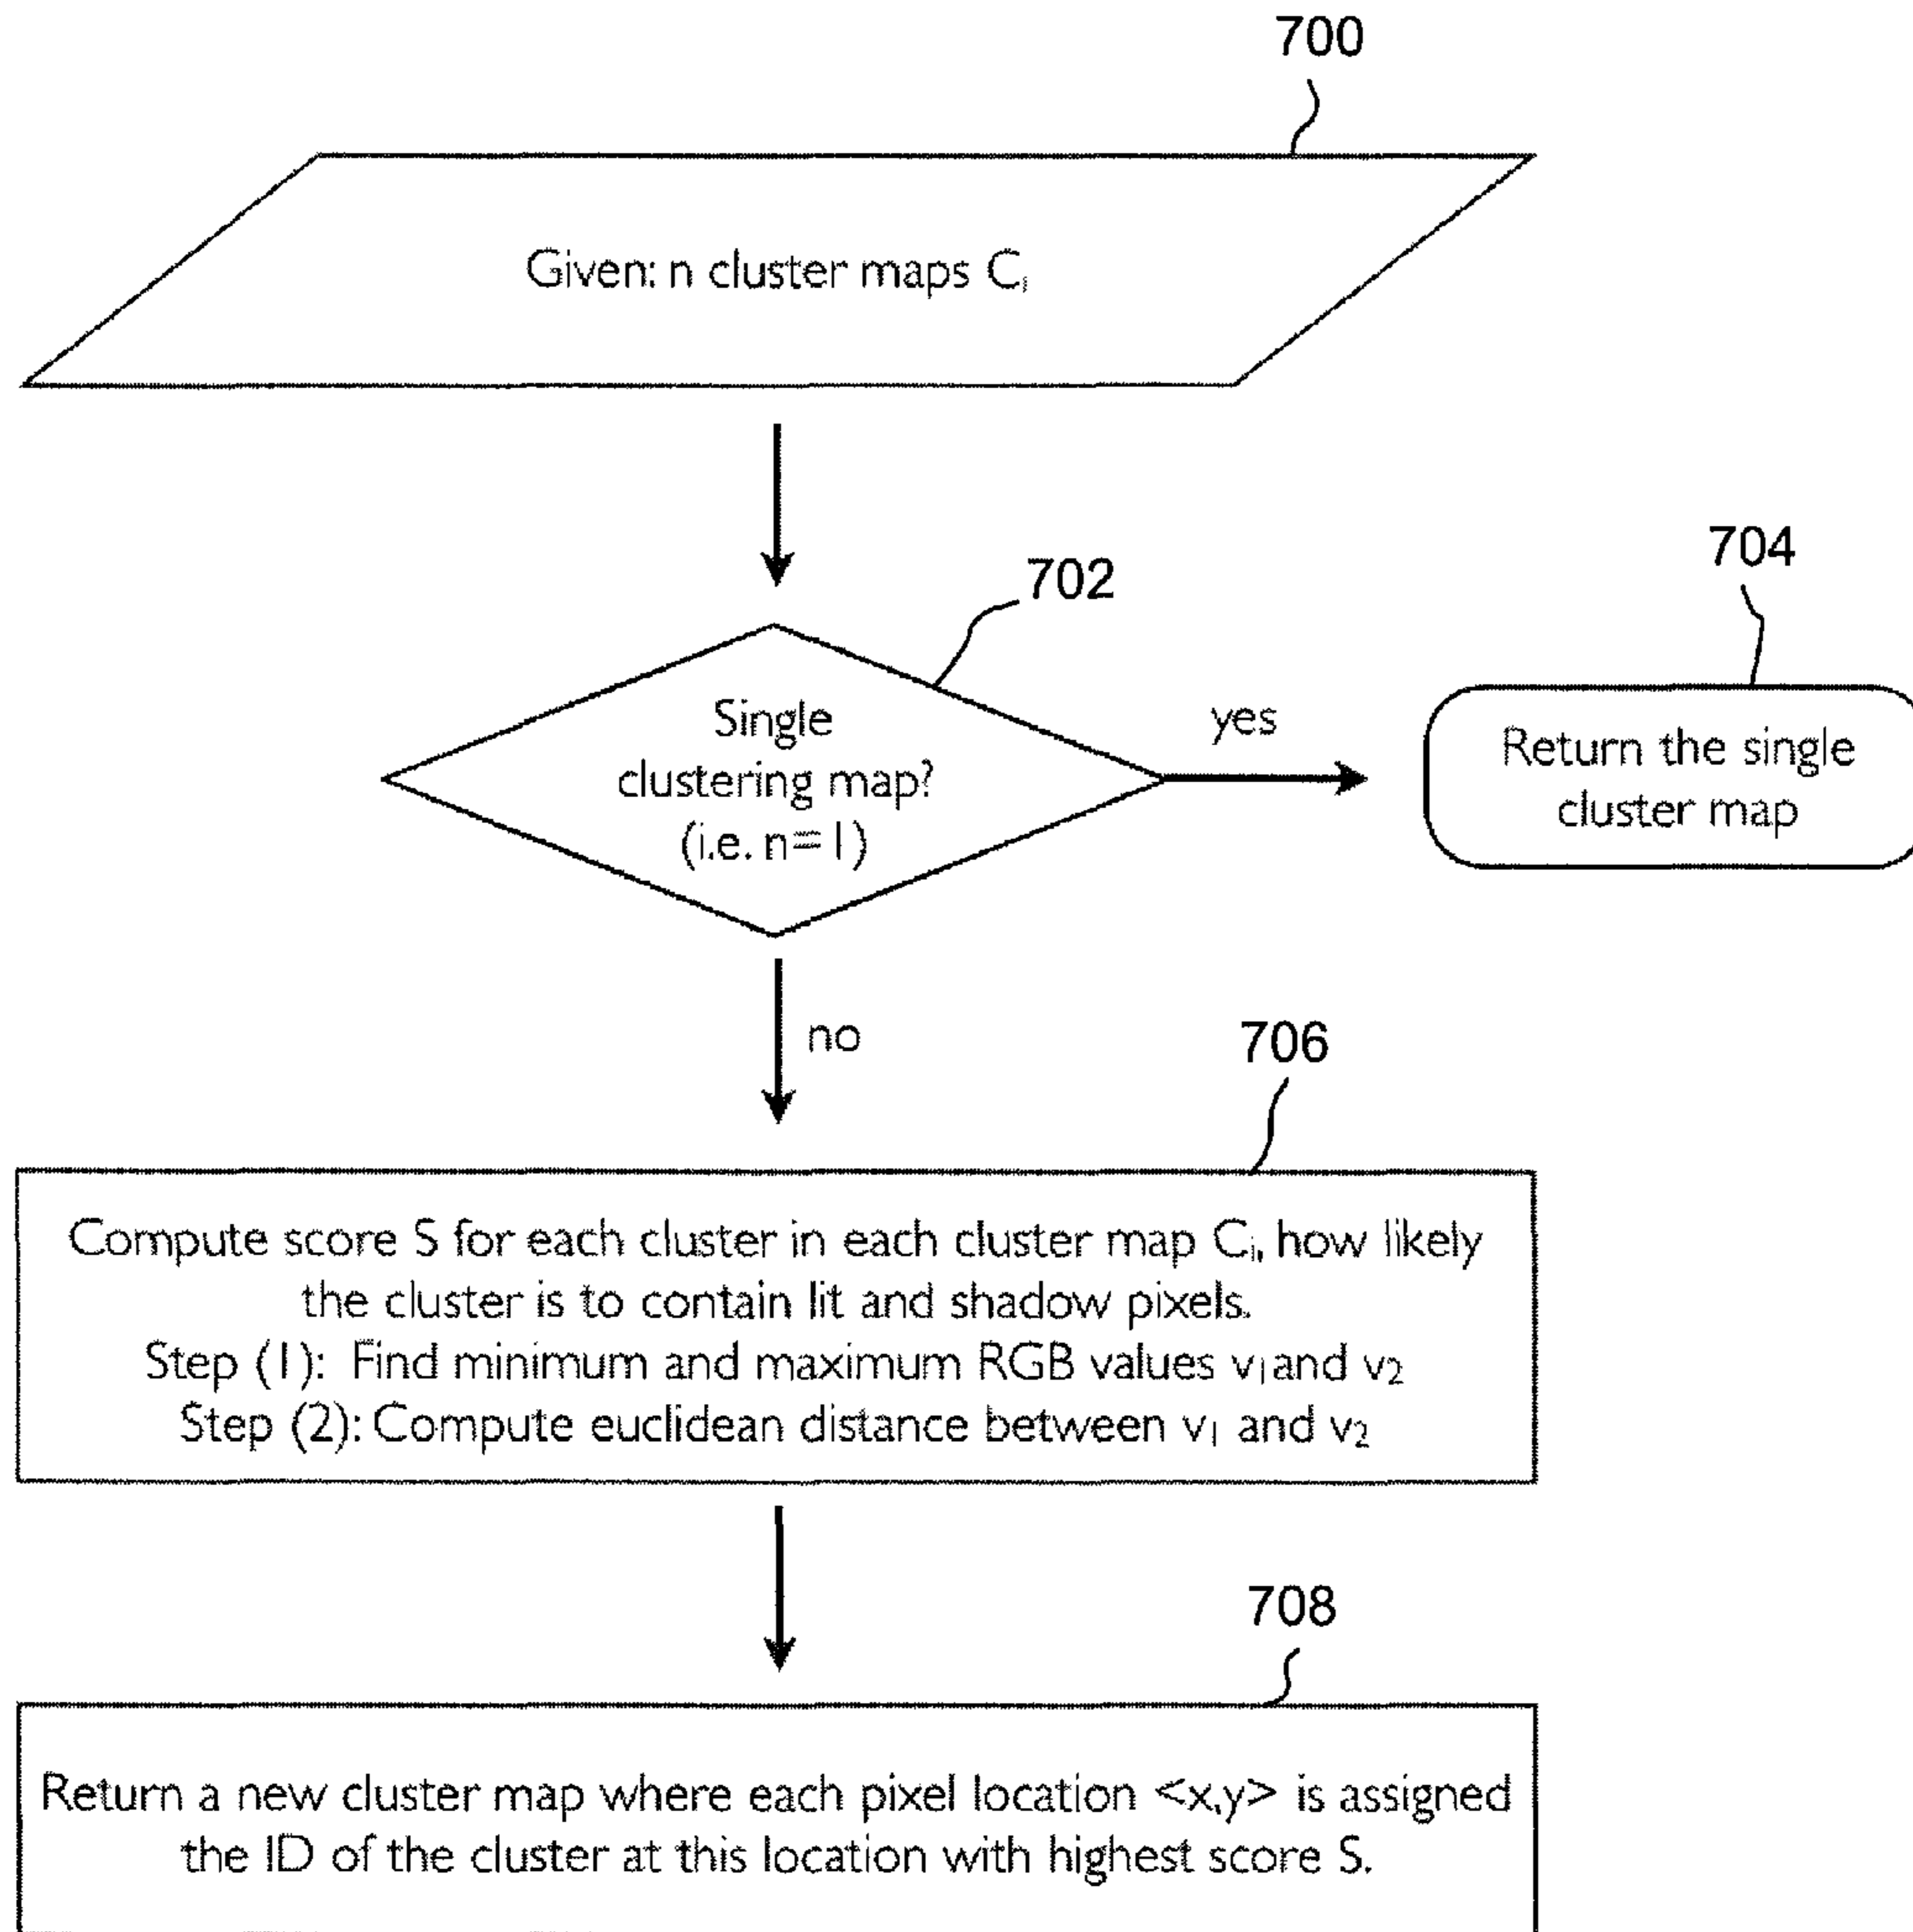 700
Given: n cluster maps Ci
702
704
Single
clustering map?
(i.e. n=1)
yes
Return the single
cluster map
no
706
Compute score S for each cluster in each cluster map Ci, how likely
the cluster is to contain lit and shadow pixels.
Step (1): Find minimum and maximum RGB values v1and v2
Step (2): Compute euclidean distance between v1 and v2
708
Return a new cluster map where each pixel location <x,y> is assigned
the ID of the cluster at this location with highest score S.